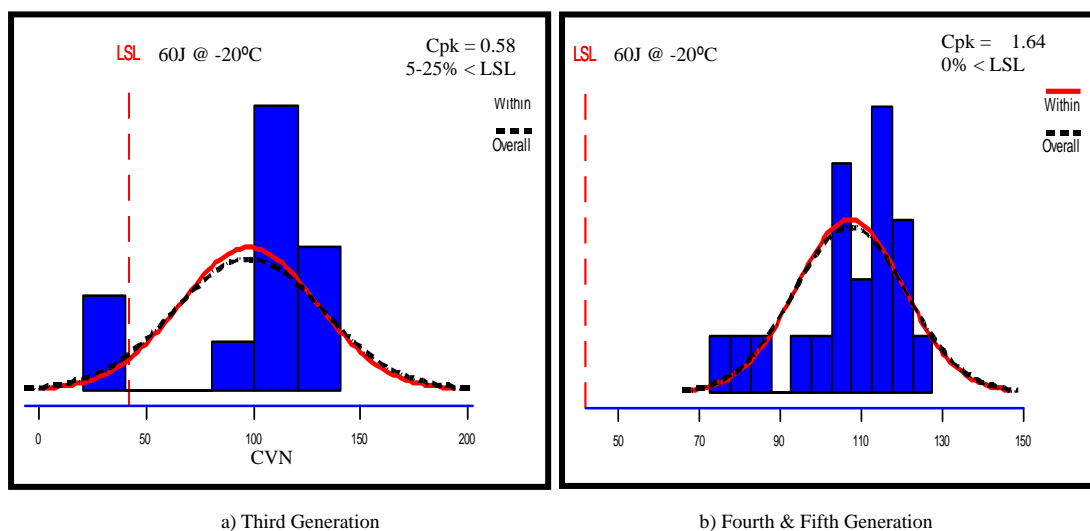 LSL 60J @ -20ºC
Cpk = 0.58
5-25% < LSL
Within
Overall
0 50 100 150 200
CVN
LSL 60J @ -20ºC
Cpk = 1.64
0% < LSL
Within
Overall
50 70 90 110 130 150
a) Third Generation
b) Fourth & Fifth Generation